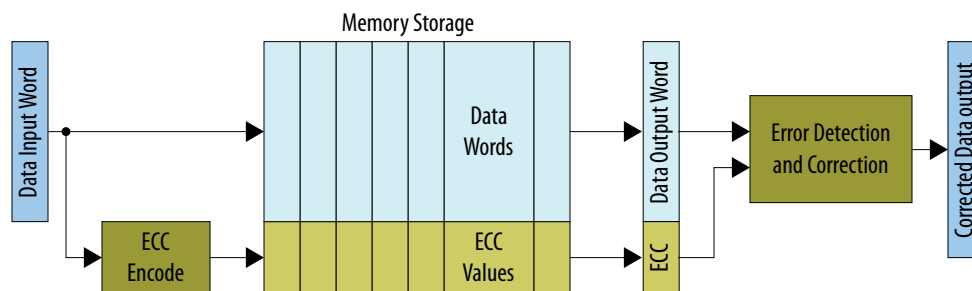 Memory Storage
Data Input Word
ECC
Encode
Data
Words
ECC
Values
Data Output Word
ECC
Error Detection
and Correction
Corrected Data output